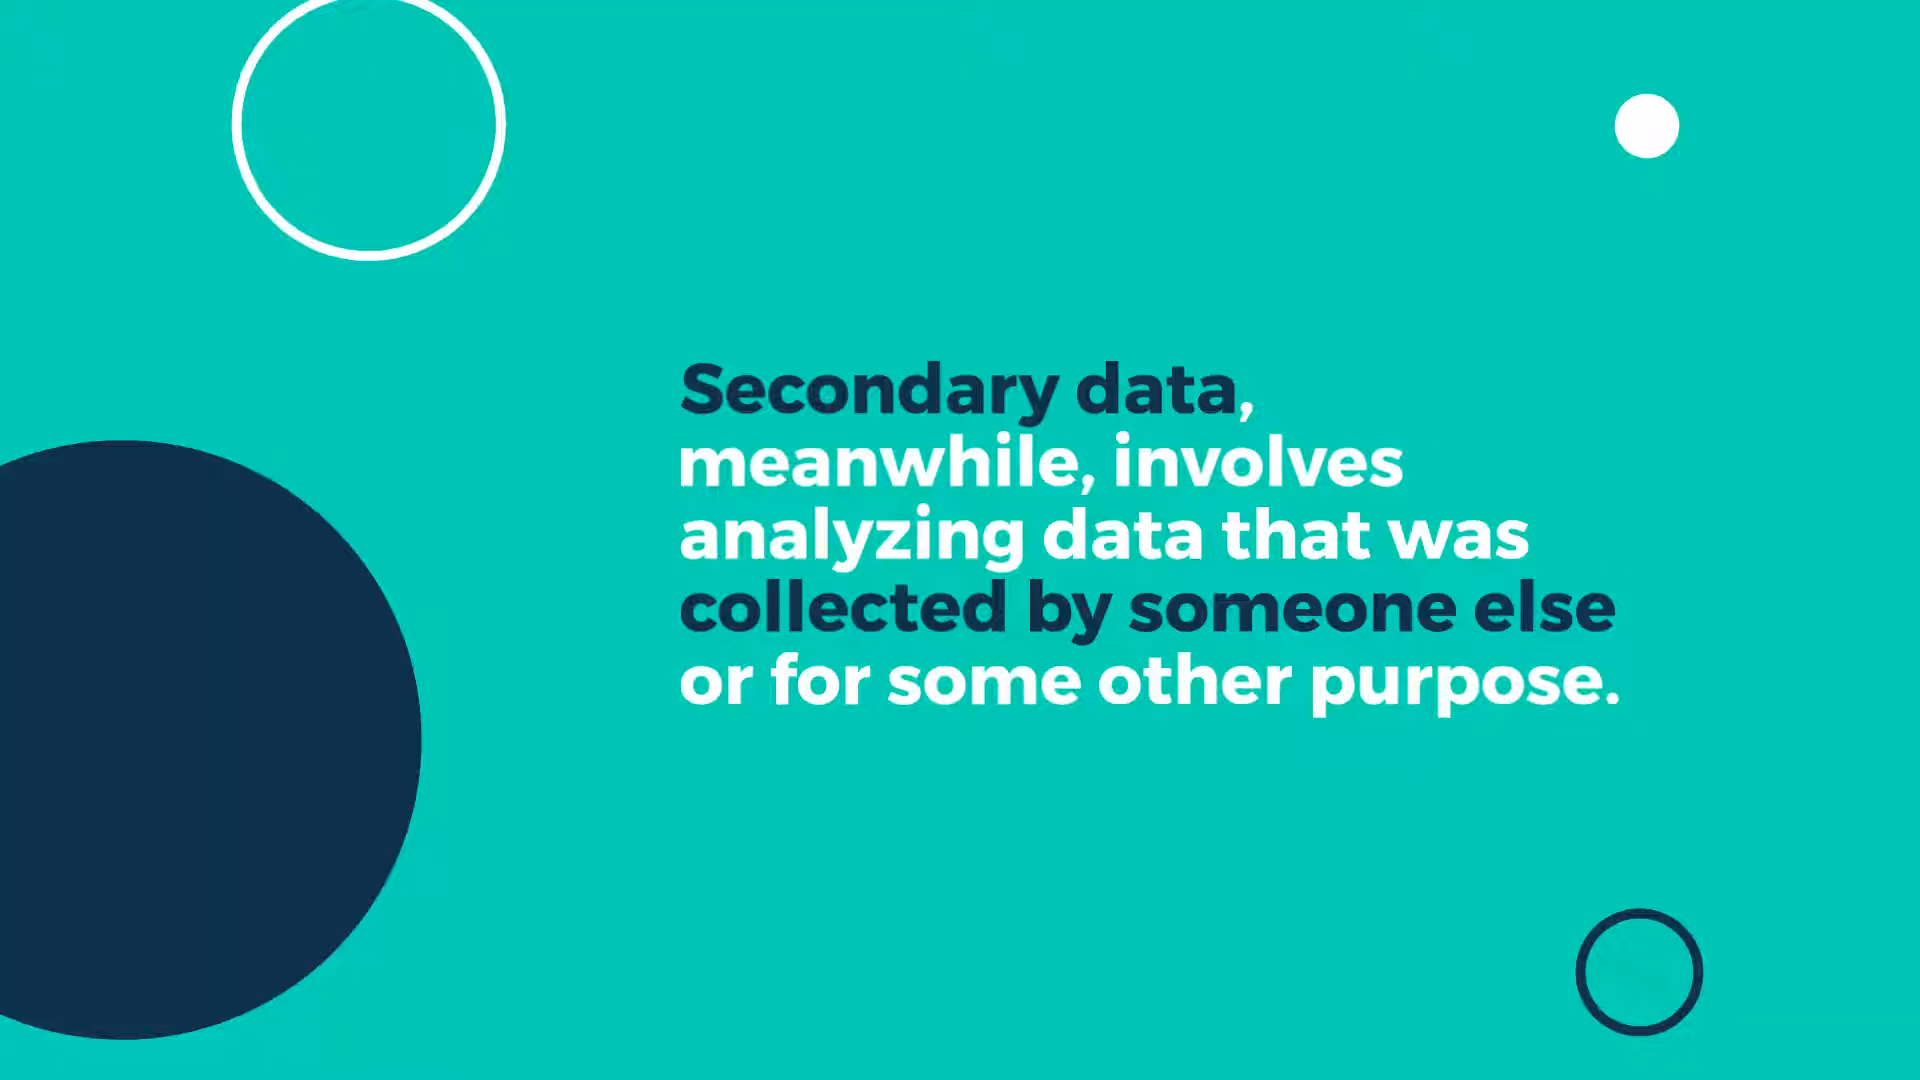 Secondary data,
meanwhile, involves
analyzing data that was
collected by someone else
or for some other purpose.